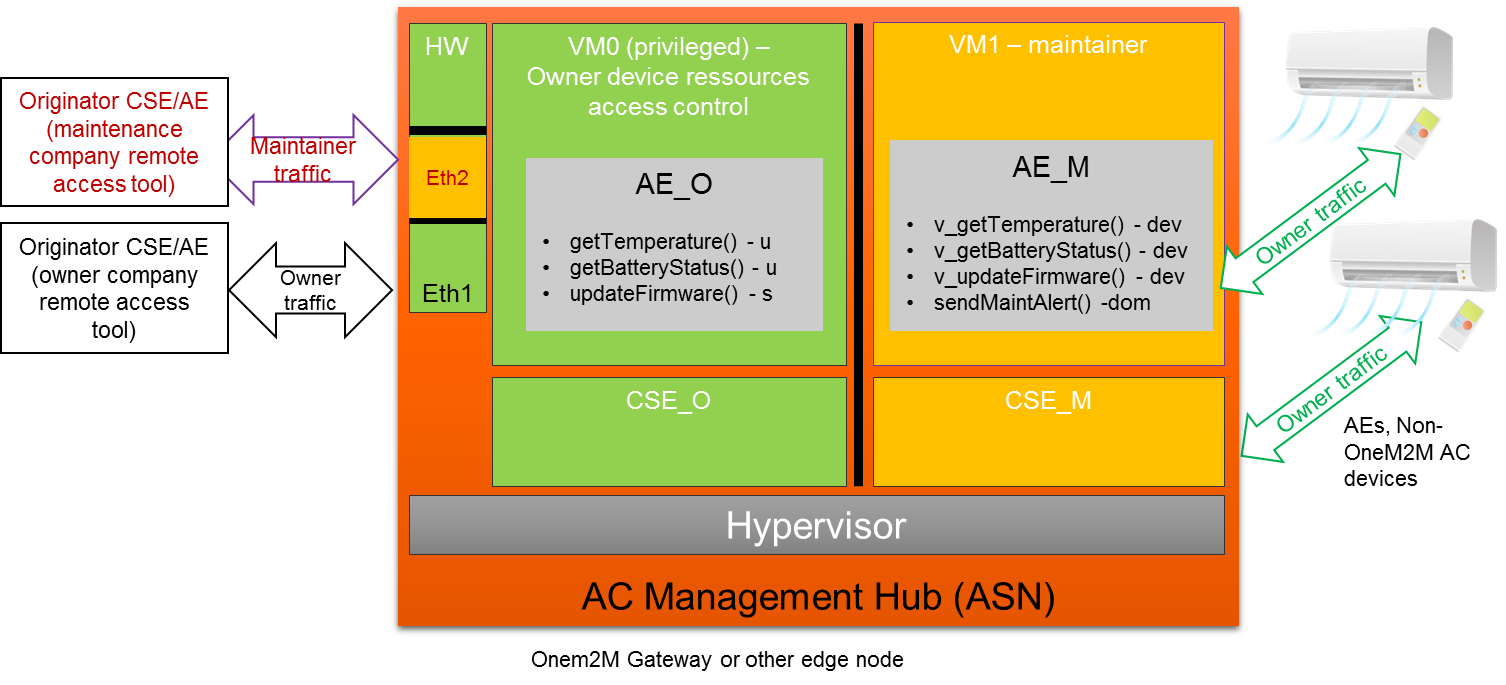 Originator CSE/AE
(maintenance
company remote
access tool)
Maintainer
traffic
Originator CSE/AE
(owner company
remote access
tool)
Owner
traffic
HW
Eth2
Eth1
VM0 (privileged) –
Owner device ressources
access control
AE_O
• getTemperature() - u
• getBatteryStatus() - u
• updateFirmware() - s
CSE_O
VM1 – maintainer
AE_M
• v_getTemperature() - dev
• v_getBatteryStatus() - dev
• v_updateFirmware() - dev
• sendMaintAlert() -dom
CSE_M
Hypervisor
AC Management Hub (ASN)
Owner traffic
Owner traffic
AEs, Non-
OneM2M AC
devices
Onem2M Gateway or other edge node